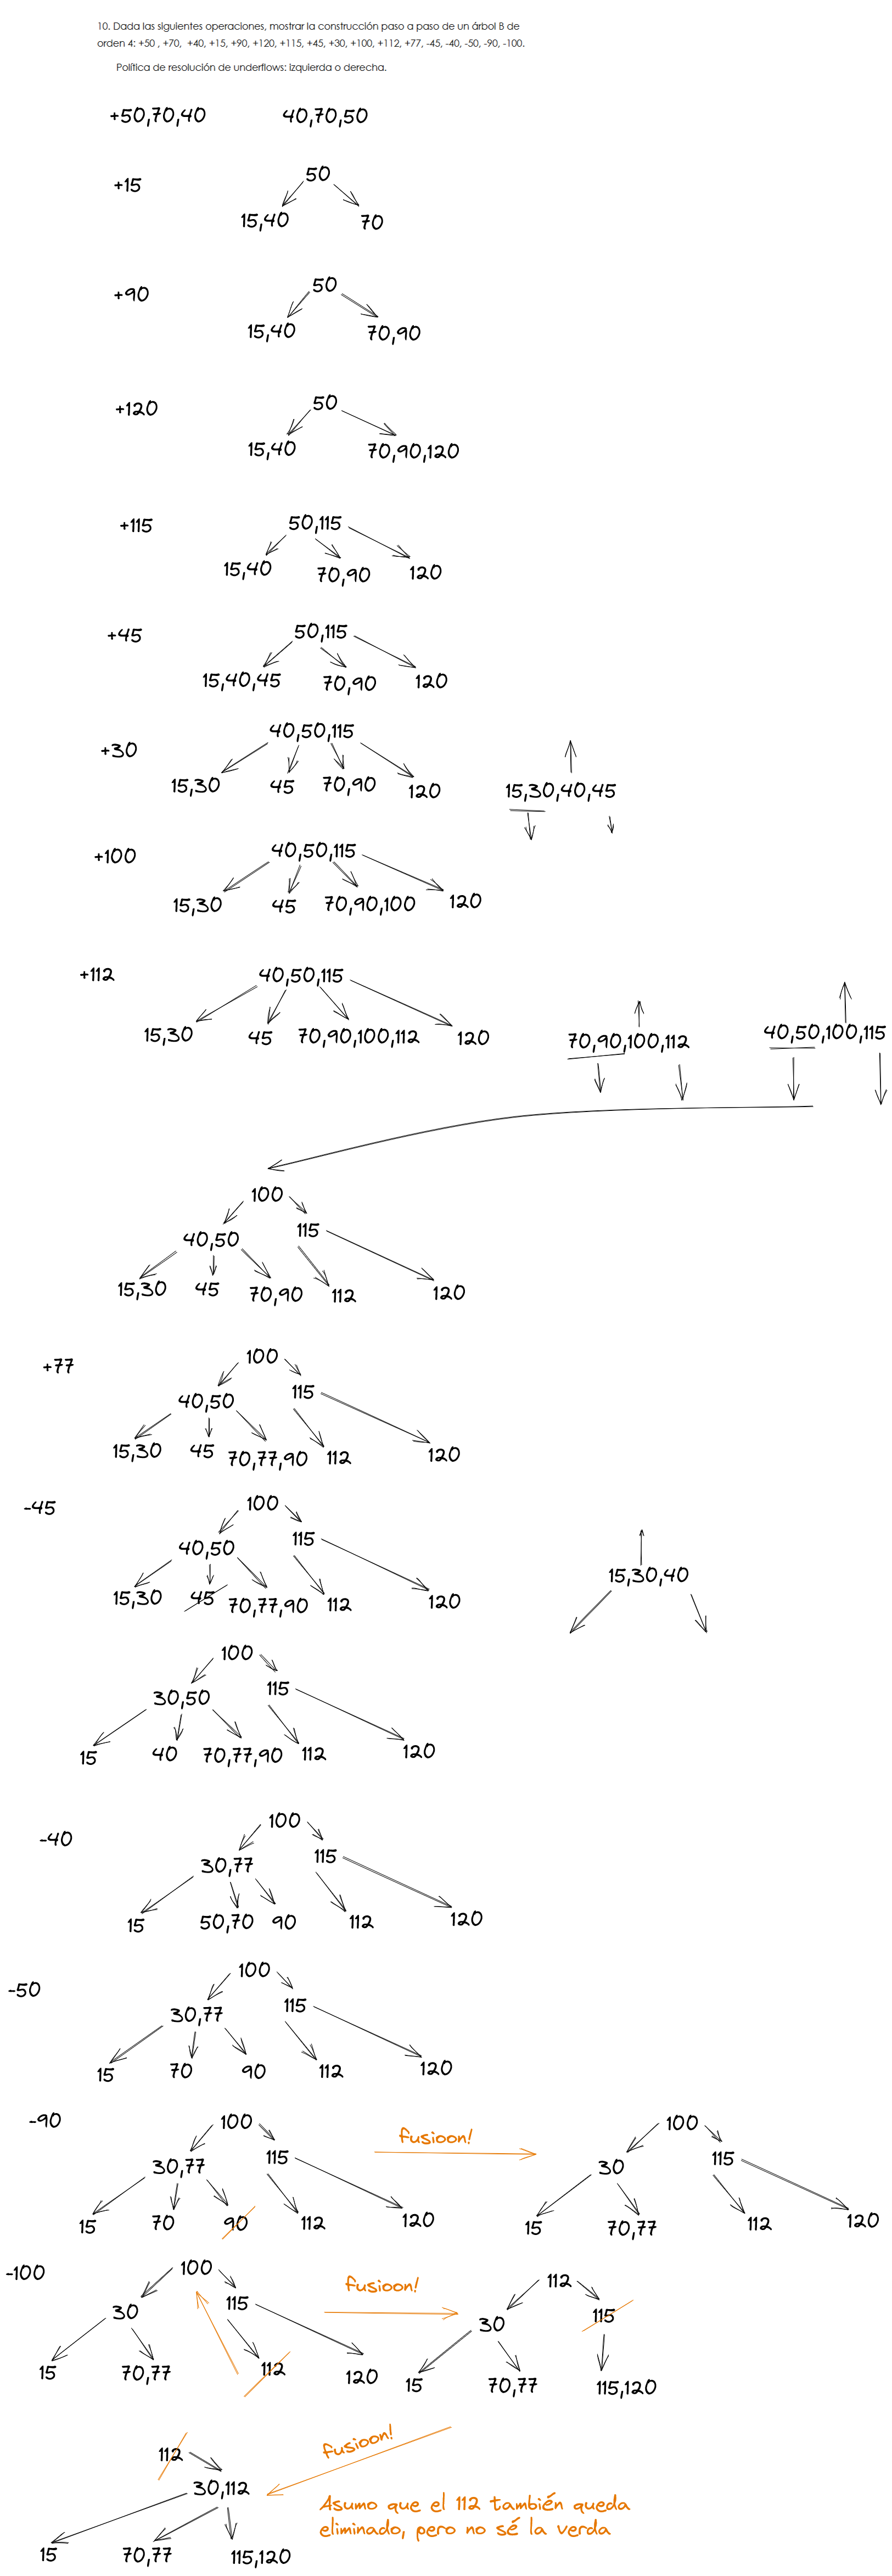 10. Dada las siguientes operaciones, mostrar la construcción paso a paso de un árbol B de
orden 4: +50 , +70, +40, +15, +90, +120, +115, +45, +30, +100, +112, +77, -45, -40, -50, -90, -100.
Política de resolución de underflows: izquierda o derecha.
+50,70,40 40,70,50
+15 50
15,40 70
+90 50
15,40 70,90
+120 50
15,40 70,90,120
+115 50,115
15,40 70,90 120
+45 50,115
15,40,45 70,90 120
+30 40,50,115
15,30 45 70,90 120 15,30,40,45
+100 40,50,115
15,30 45 70,90,100 120
+112 40,50,115
15,30 45 70,90,100,112 120 70,90,100,112 40,50,100,115
100
40,50 115
15,30 45 70,90 112 120
+77 100
40,50 115
15,30 45 70,77,90 112 120
-45 100
40,50 115
15,30 45 70,77,90 112 120 15,30,40
100
30,50 115
15 40 70,77,90 112 120
-40 100
30,77 115
15 50,70 90 112 120
-50 100
30,77 115
15 70 90 112 120
-90 100 fusioon! 100
30,77 115 30 115
15 70 90 112 120 15 70,77 112 120
-100 100 fusioon! 112
30 115 30 115
15 70,77 112 120 15 70,77 115,120
112 fusioon!
30,112
Asumo que el 112 también queda
eliminado, pero no sé la verda
15 70,77 115,120